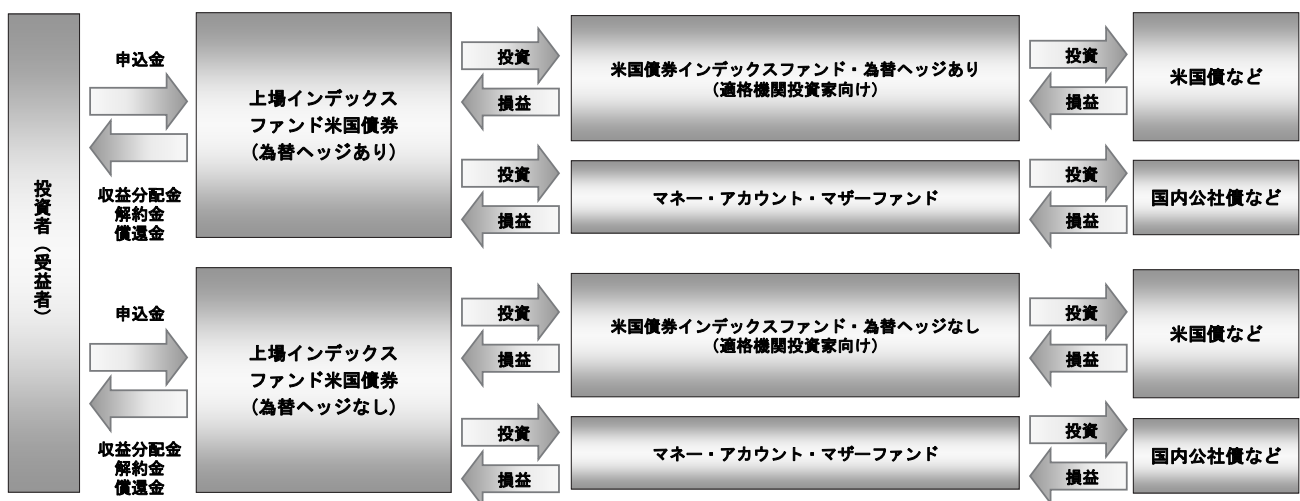 投資者（受益者）
申込金
収益分配金
解約金
償還金
上場インデックス
ファンド米国債券
(為替ヘッジあり)
投資
損益
米国債券インデックスファンド・為替ヘッジあり
(適格機関投資家向け)
投資
損益
米国債など
投資
損益
マネー・アカウント・マザーファンド
投資
損益
国内公社債など
申込金
収益分配金
解約金
償還金
上場インデックス
ファンド米国債券
(為替ヘッジなし)
投資
損益
米国債券インデックスファンド・為替ヘッジなし
(適格機関投資家向け)
投資
損益
米国債など
投資
損益
マネー・アカウント・マザーファンド
投資
損益
国内公社債など